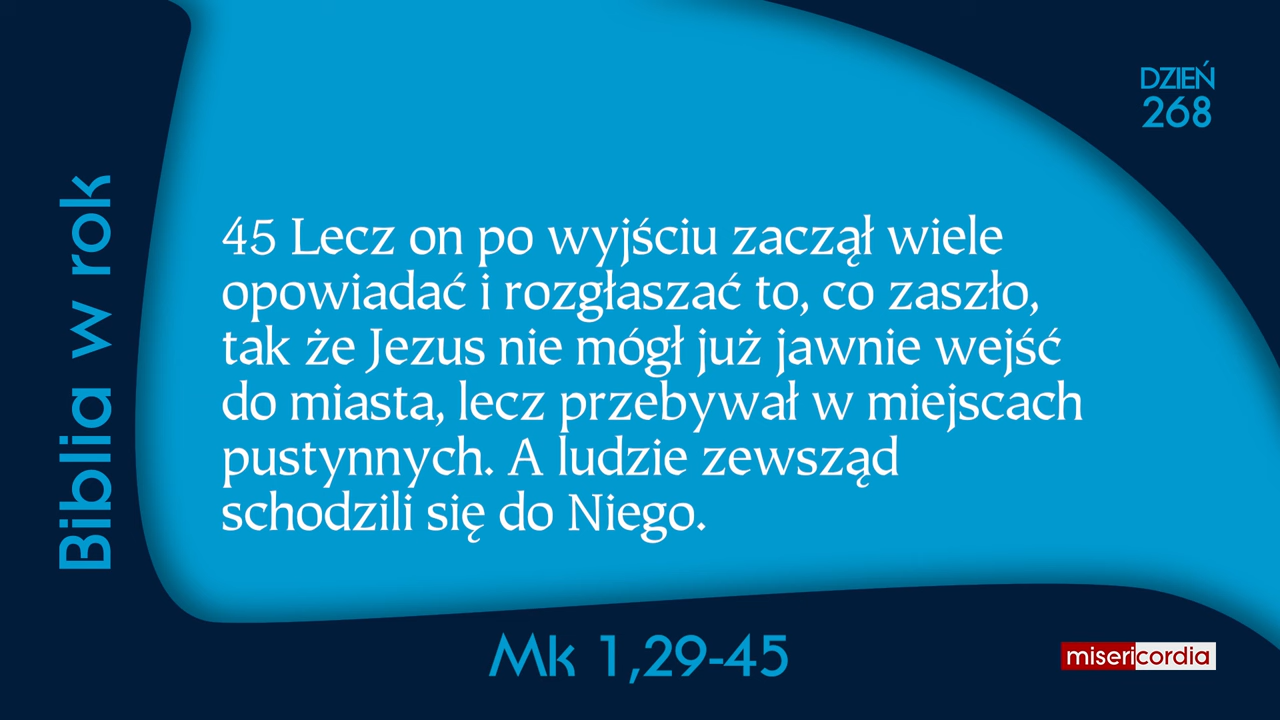 DZIEŃ
268
Biblia w rok
45 Lecz on po wyjściu zaczął wiele
opowiadać i rozgłaszać to, co zaszło,
tak że Jezus nie mógł już jawnie wejść
do miasta, lecz przebywał w miejscach
pustynnych. A ludzie zewsząd
schodzili się do Niego.
Mk 1,29-45
misericordia